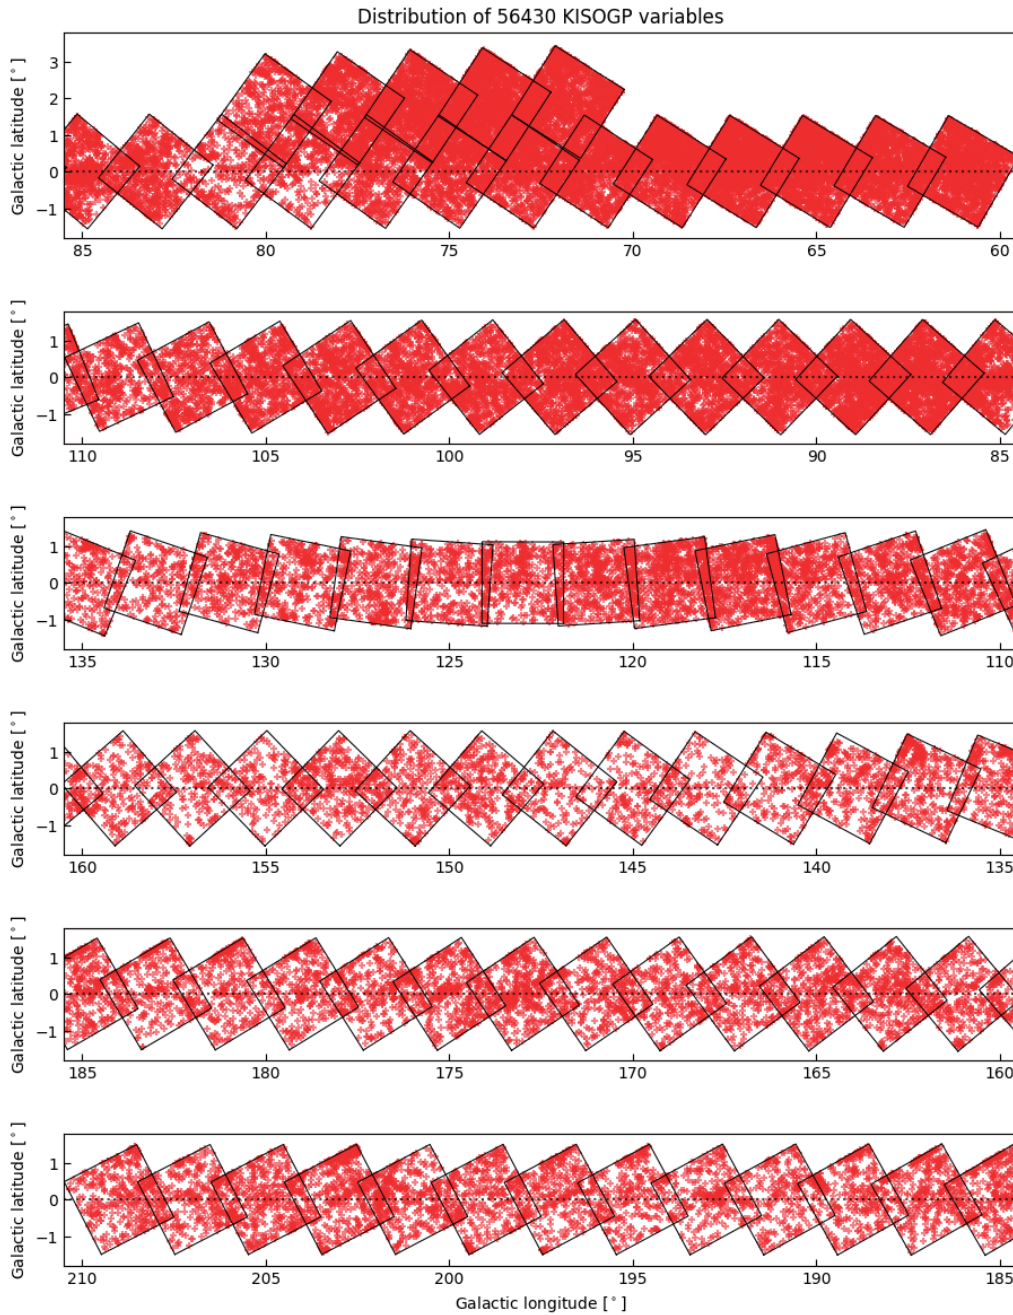 Distribution of 56430 KISOGP variables
Galactic latitude [°]
3
2
1
0
−1
85 80 75 70 65 60
Galactic latitude [°]
1
0
−1
110 105 100 95 90 85
Galactic latitude [°]
1
0
−1
135 130 125 120 115 110
Galactic latitude [°]
1
0
−1
160 155 150 145 140 135
Galactic latitude [°]
1
0
−1
185 180 175 170 165 160
Galactic latitude [°]
1
0
−1
210 205 200 195 190 185
Galactic longitude [°]